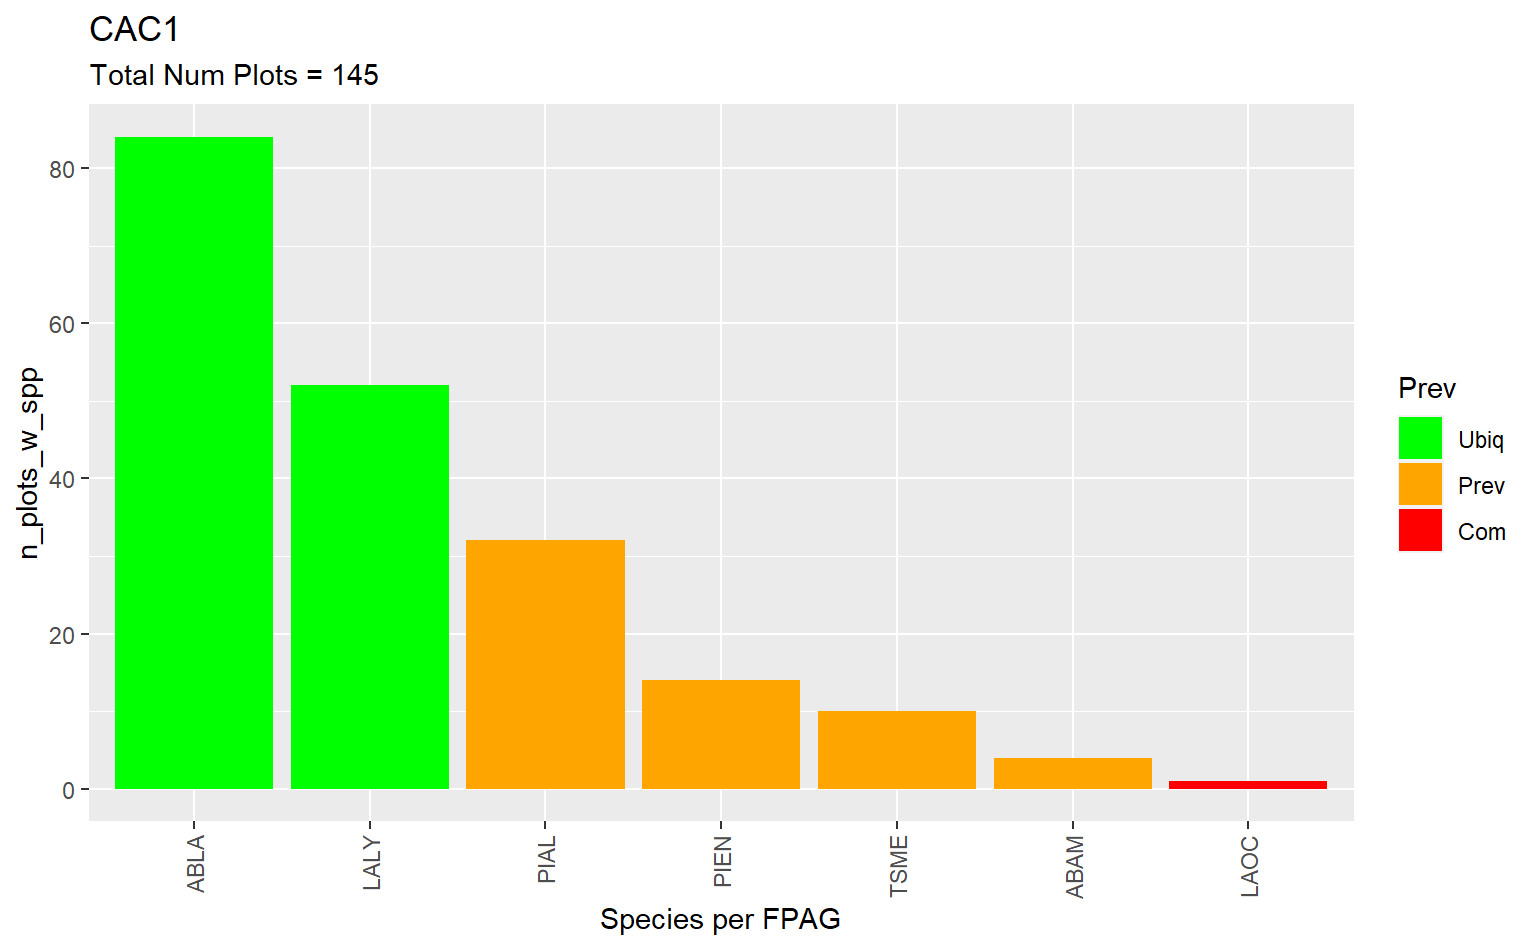 CAC1
Total Num Plots = 145
n_plots_w_spp
80
60
40
20
0
ABLA
LALY
PIAL
PIEN
TSME
ABAM
LAOC
Species per FPAG
Prev
Ubiq
Prev
Com